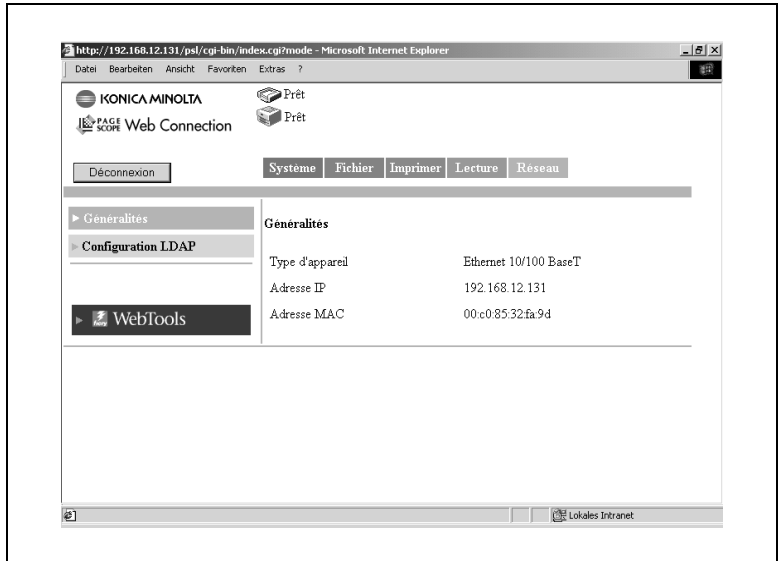 http://192.168.12.131/psl/cgi-bin/index.cgi?mode - Microsoft Internet Explorer
Datei Bearbeiten Ansicht Favoriten Extras ?
KONICA MINOLTA
Prêt
PAGE SCOPE Web Connection
Prêt
Déconnexion
Système Fichier Imprimer Lecture Réseau
Généralités
Configuration LDAP
fiery WebTools
Généralités
Type d'appareil Ethernet 10/100 BaseT
Adresse IP 192.168.12.131
Adresse MAC 00:c0:85:32:fa:9d
Lokales Intranet